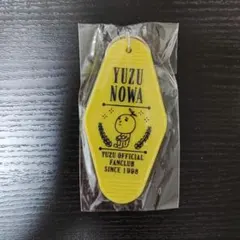 YUZU
NOWA
YUZU OFFICIAL
FANCLUB
SINCE 1998